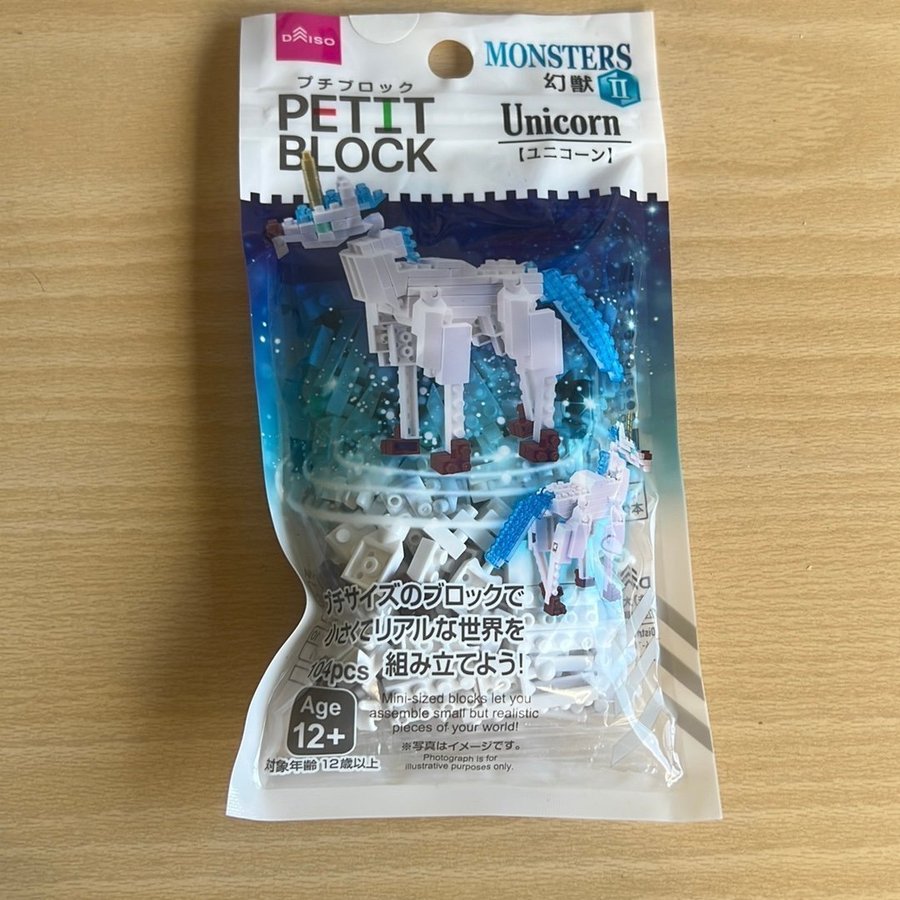 DAISO
プチブロック
PETIT
BLOCK
MONSTERS
幻獣 II
Unicorn
【ユニコーン】
プチサイズのブロックで
小さくてリアルな世界を
組み立てよう!
104pcs
Mini-sized blocks let you
assemble small but realistic
pieces of your world!
Age
12+
対象年齢 12歳以上
※写真はイメージです。
Photograph is for
illustrative purposes only.